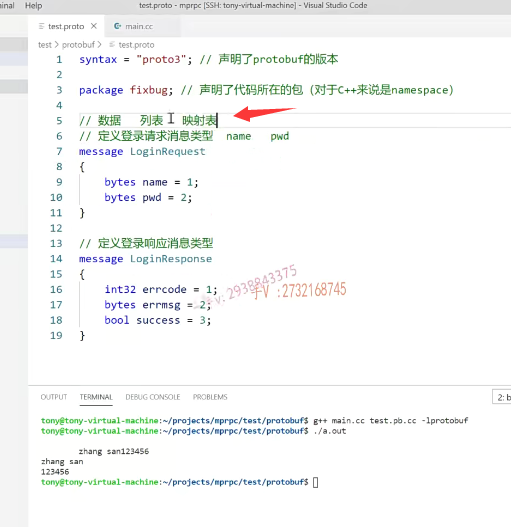 ninal Help test.proto - mprpc [SSH: tony-virtual-machine] - Visual Studio Code
test.proto × main.cc
test > protobuf > test.proto
1 syntax = "proto3"; // 声明了protobuf的版本
2
3 package fixbug; // 声明了代码所在的包（对于C++来说是namespace）
4
5 // 数据 列表 映射表
6 // 定义登录请求消息类型 name pwd
7 message LoginRequest
8 {
9 bytes name = 1;
10 bytes pwd = 2;
11 }
12
13 // 定义登录响应消息类型
14 message LoginResponse
15 {
16 int32 errcode = 1;
17 bytes errmsg = 2;
18 bool success = 3;
19 }
v:2938843375
手V :2732168745
OUTPUT TERMINAL DEBUG CONSOLE PROBLEMS 2: b
tony@tony-virtual-machine:~/projects/mprpc/test/protobuf$ g++ main.cc test.pb.cc -lprotobuf
tony@tony-virtual-machine:~/projects/mprpc/test/protobuf$ ./a.out
zhang san123456
zhang san
123456
tony@tony-virtual-machine:~/projects/mprpc/test/protobuf$